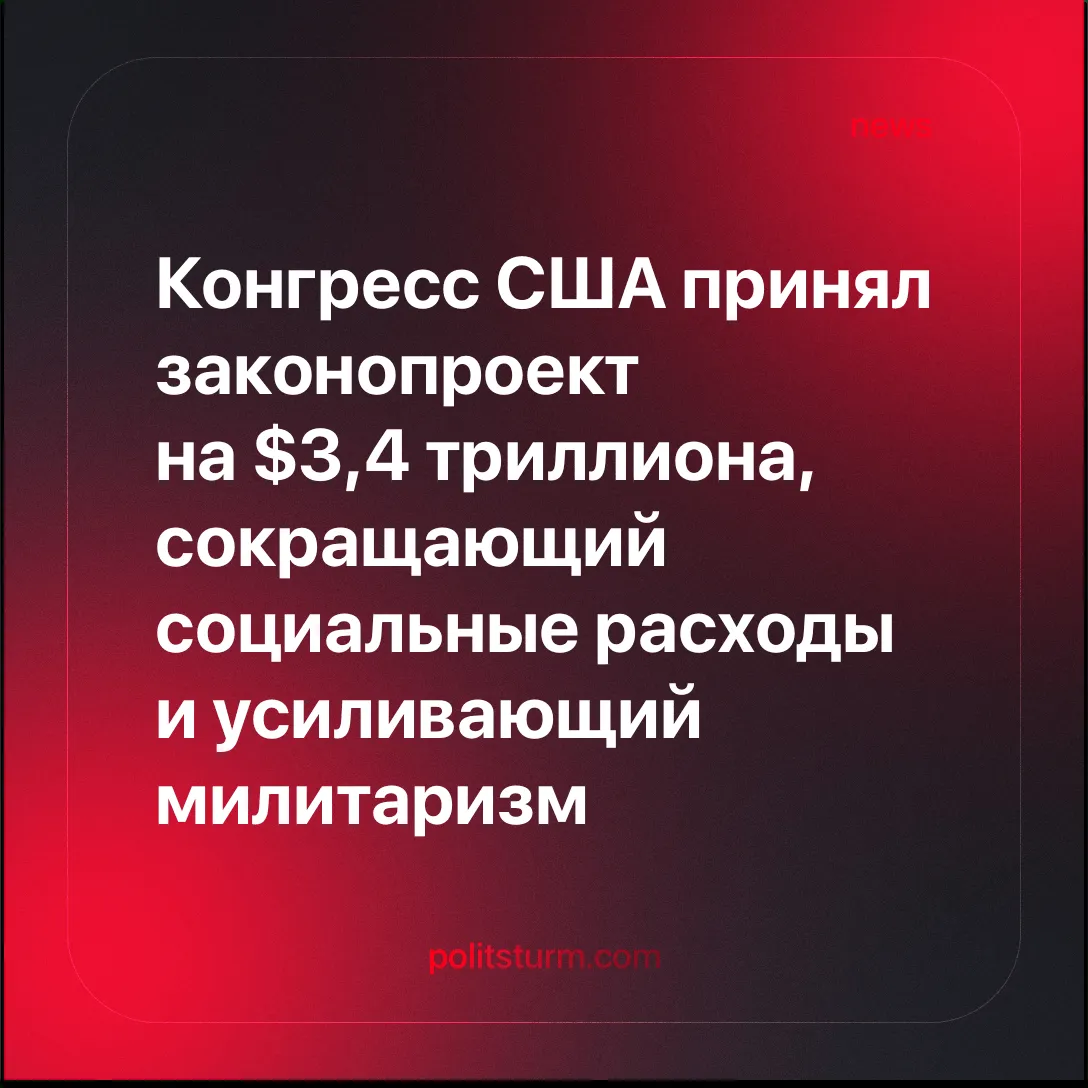 news
Конгресс США принял
законопроект
на $3,4 триллиона,
сокращающий
социальные расходы
и усиливающий
милитаризм
politsturm.com